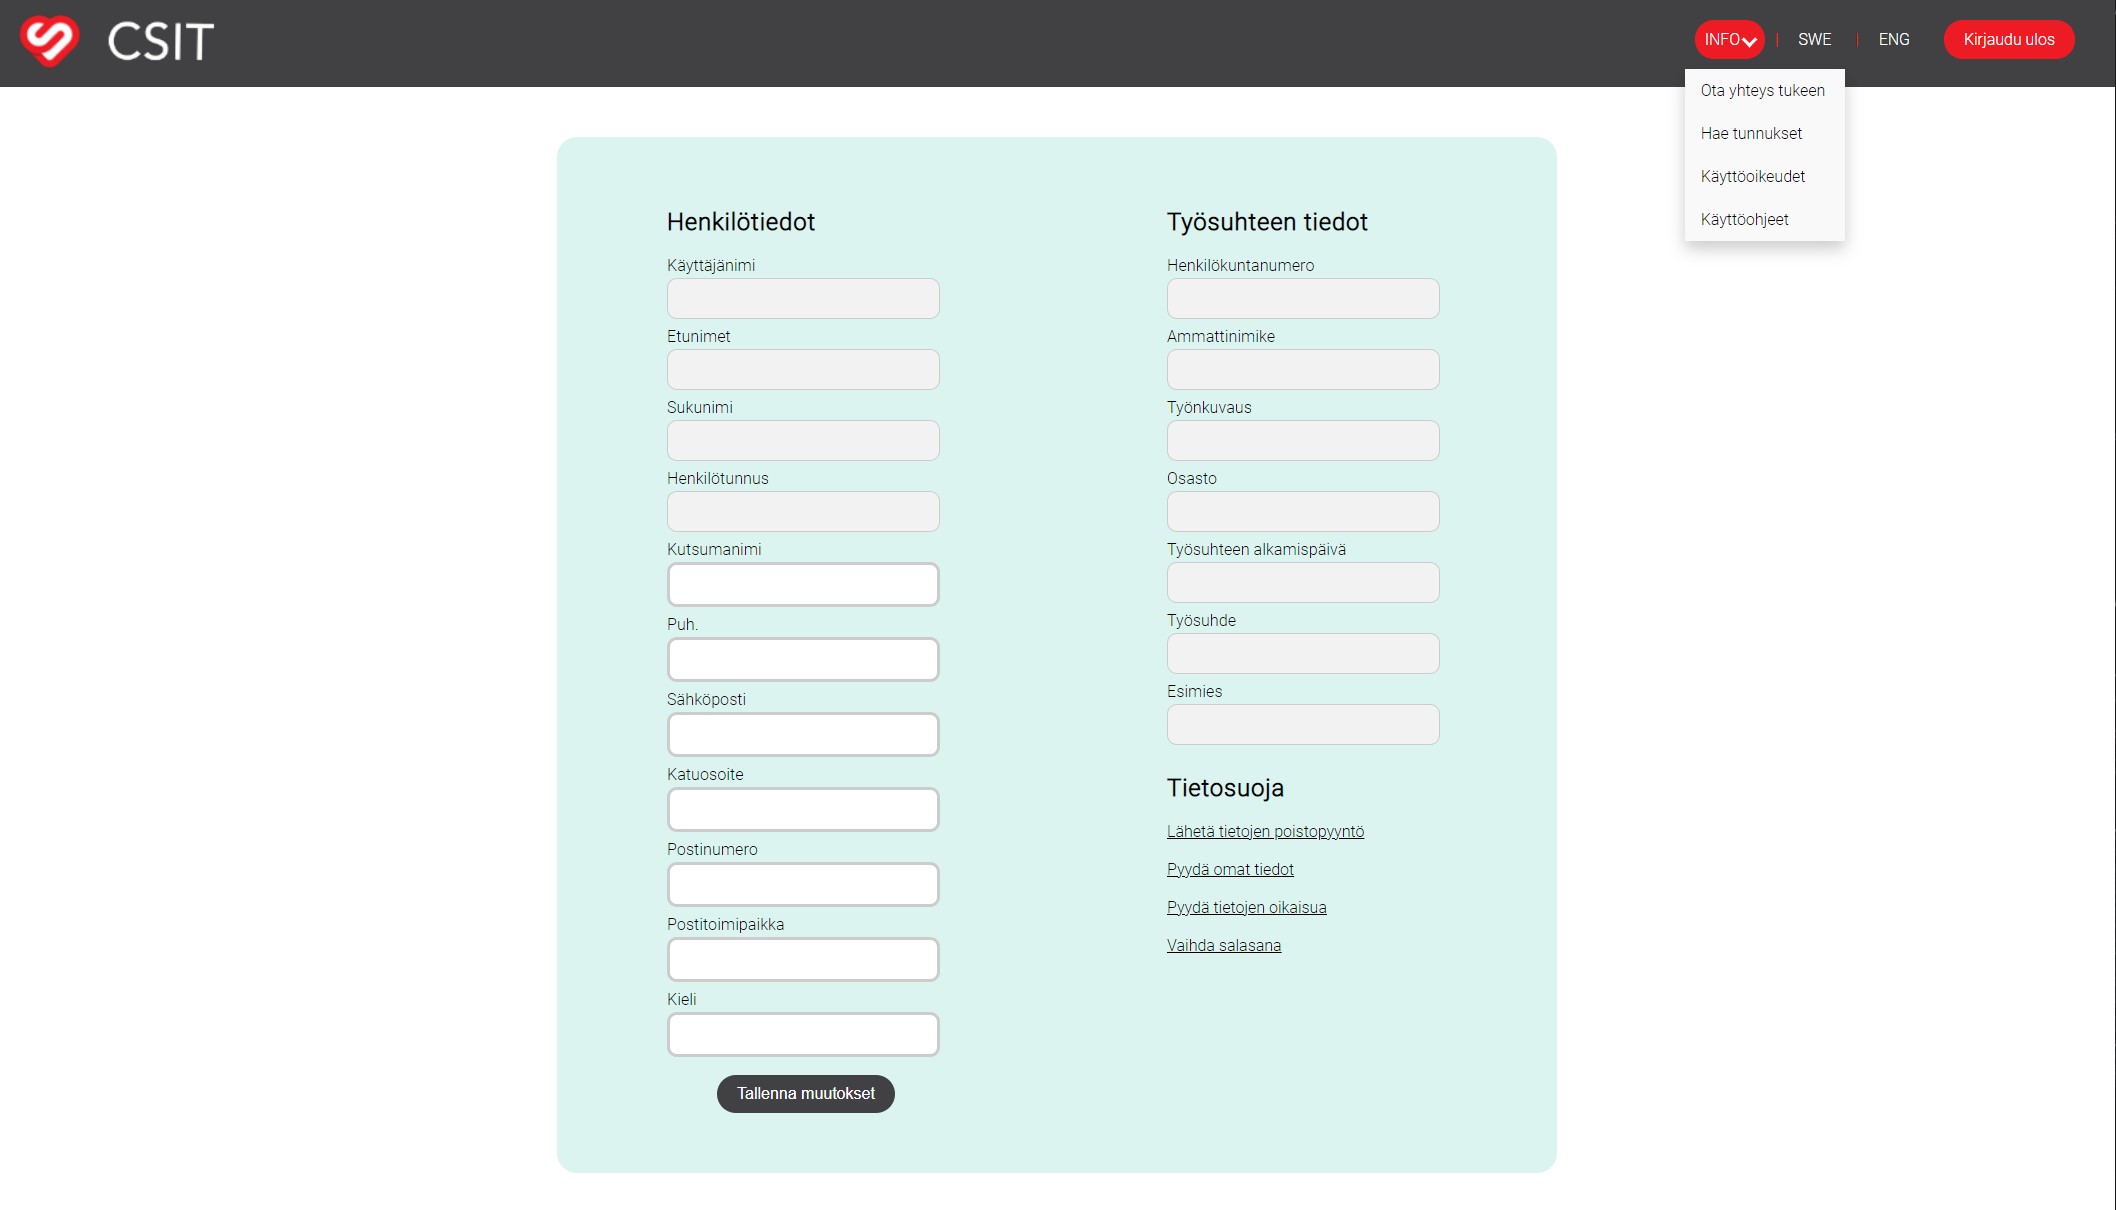 CSIT
INFO
SWE
ENG
Kirjaudu ulos
Ota yhteys tukeen
Hae tunnukset
Käyttöoikeudet
Käyttöohjeet
Henkilötiedot
Käyttäjänimi
Etunimet
Sukunimi
Henkilötunnus
Kutsumanimi
Puh.
Sähköposti
Katuosoite
Postinumero
Postitoimipaikka
Kieli
Tallenna muutokset
Työsuhteen tiedot
Henkilökuntanumero
Ammattinimike
Työnkuvaus
Osasto
Työsuhteen alkamispäivä
Työsuhde
Esimies
Tietosuoja
Lähetä tietojen poistopyyntö
Pyydä omat tiedot
Pyydä tietojen oikaisua
Vaihda salasana